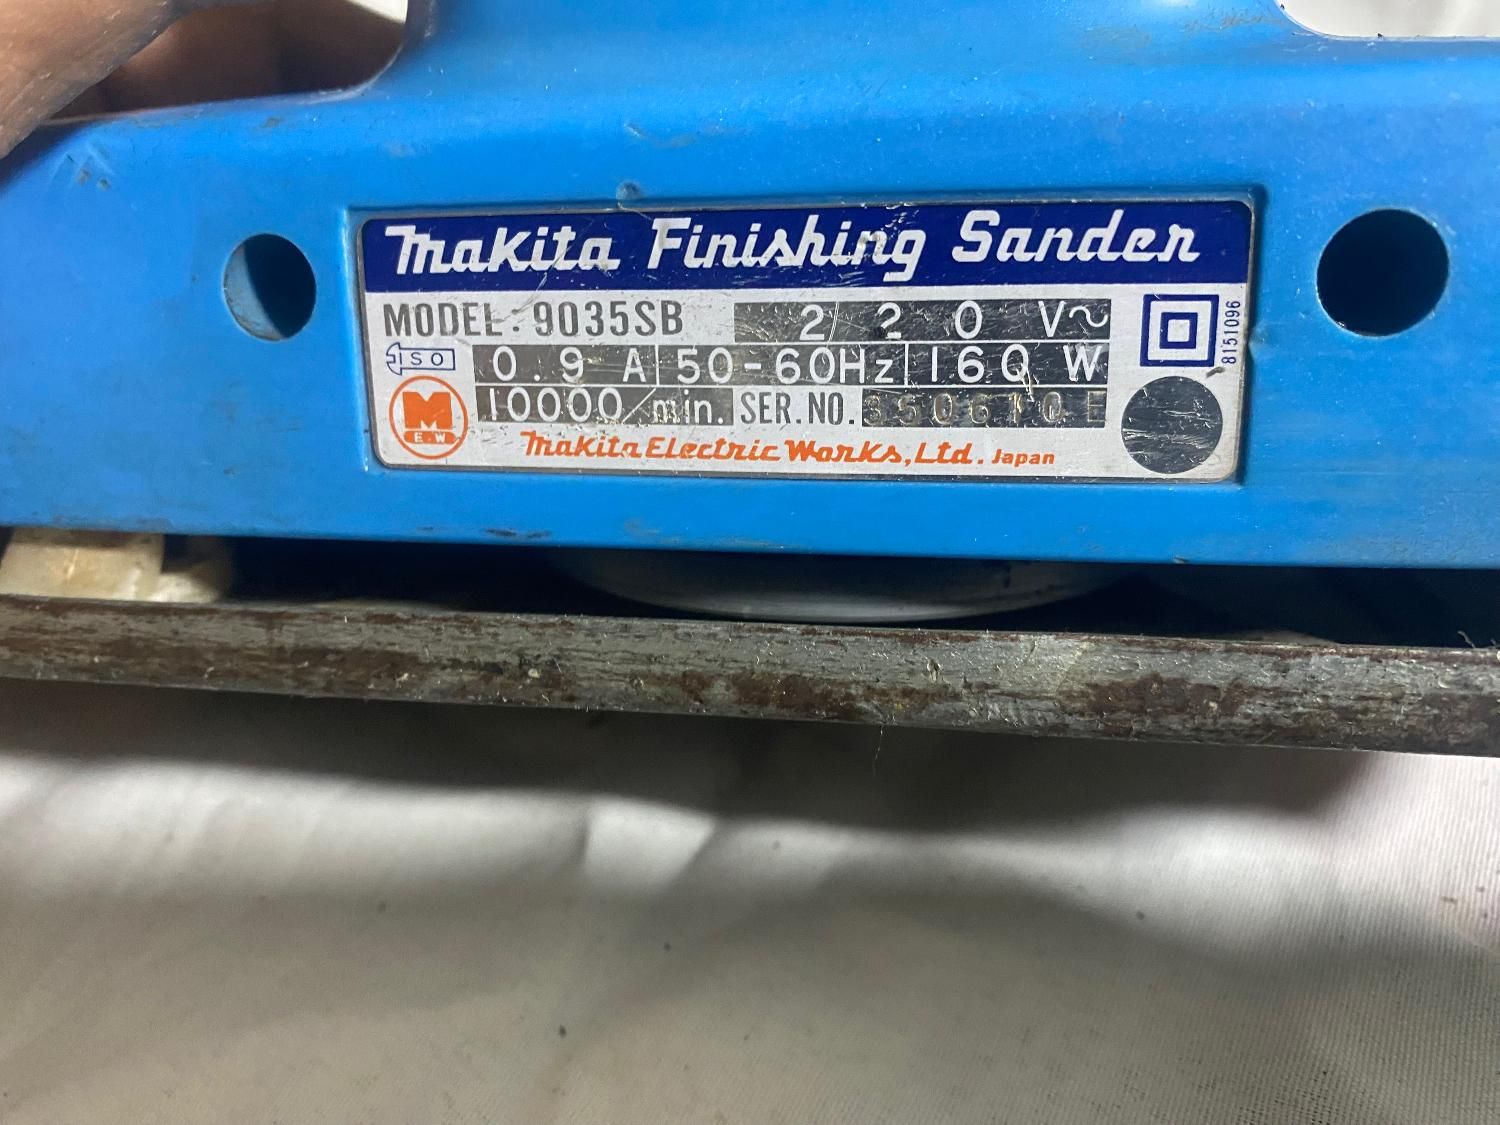 Makita Finishing Sander
MODEL. 9035SB 220 V~
ISO 0.9 A 50-60Hz 160 W
10000/min. SER.NO. 350610E
M
E.W
Makita Electric Works, Ltd. Japan
8151096